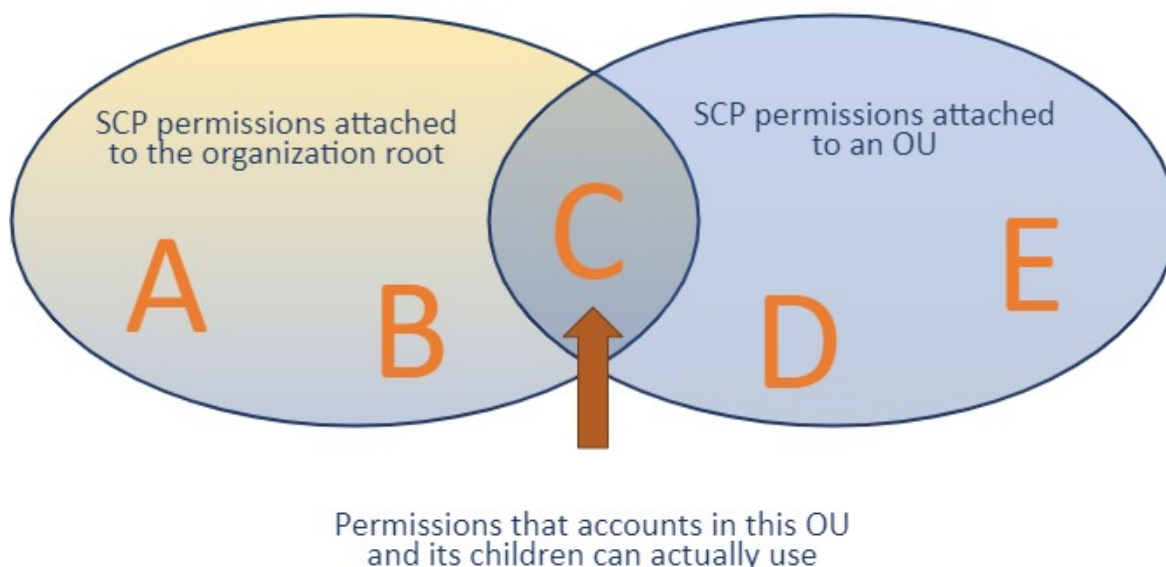 SCP permissions attached
to the organization root
SCP permissions attached
to an OU
A
B
C
D
E
Permissions that accounts in this OU
and its children can actually use